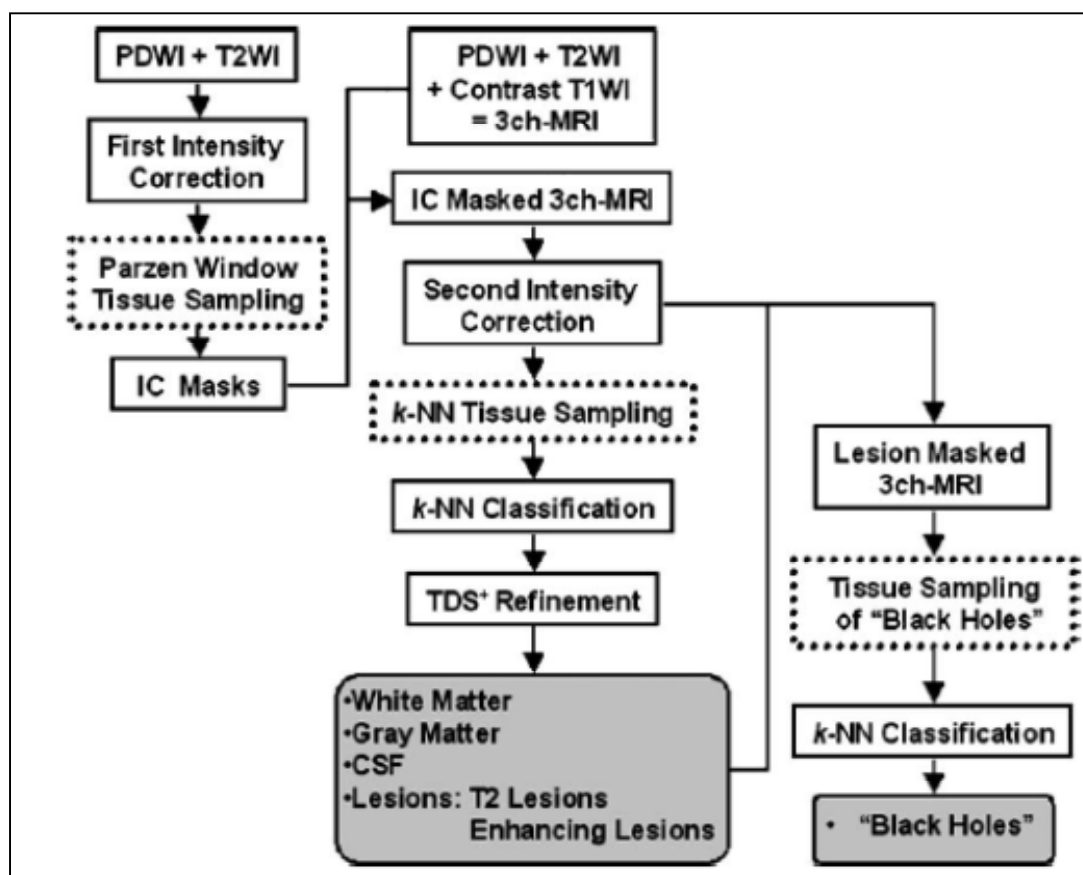 PDWI + T2WI
First Intensity
Correction
Parzen Window
Tissue Sampling
IC Masks
PDWI + T2WI
+ Contrast T1WI
= 3ch-MRI
IC Masked 3ch-MRI
Second Intensity
Correction
k-NN Tissue Sampling
k-NN Classification
TDS+ Refinement
•White Matter
•Gray Matter
•CSF
•Lesions: T2 Lesions
Enhancing Lesions
Lesion Masked
3ch-MRI
Tissue Sampling
of “Black Holes”
k-NN Classification
• “Black Holes”